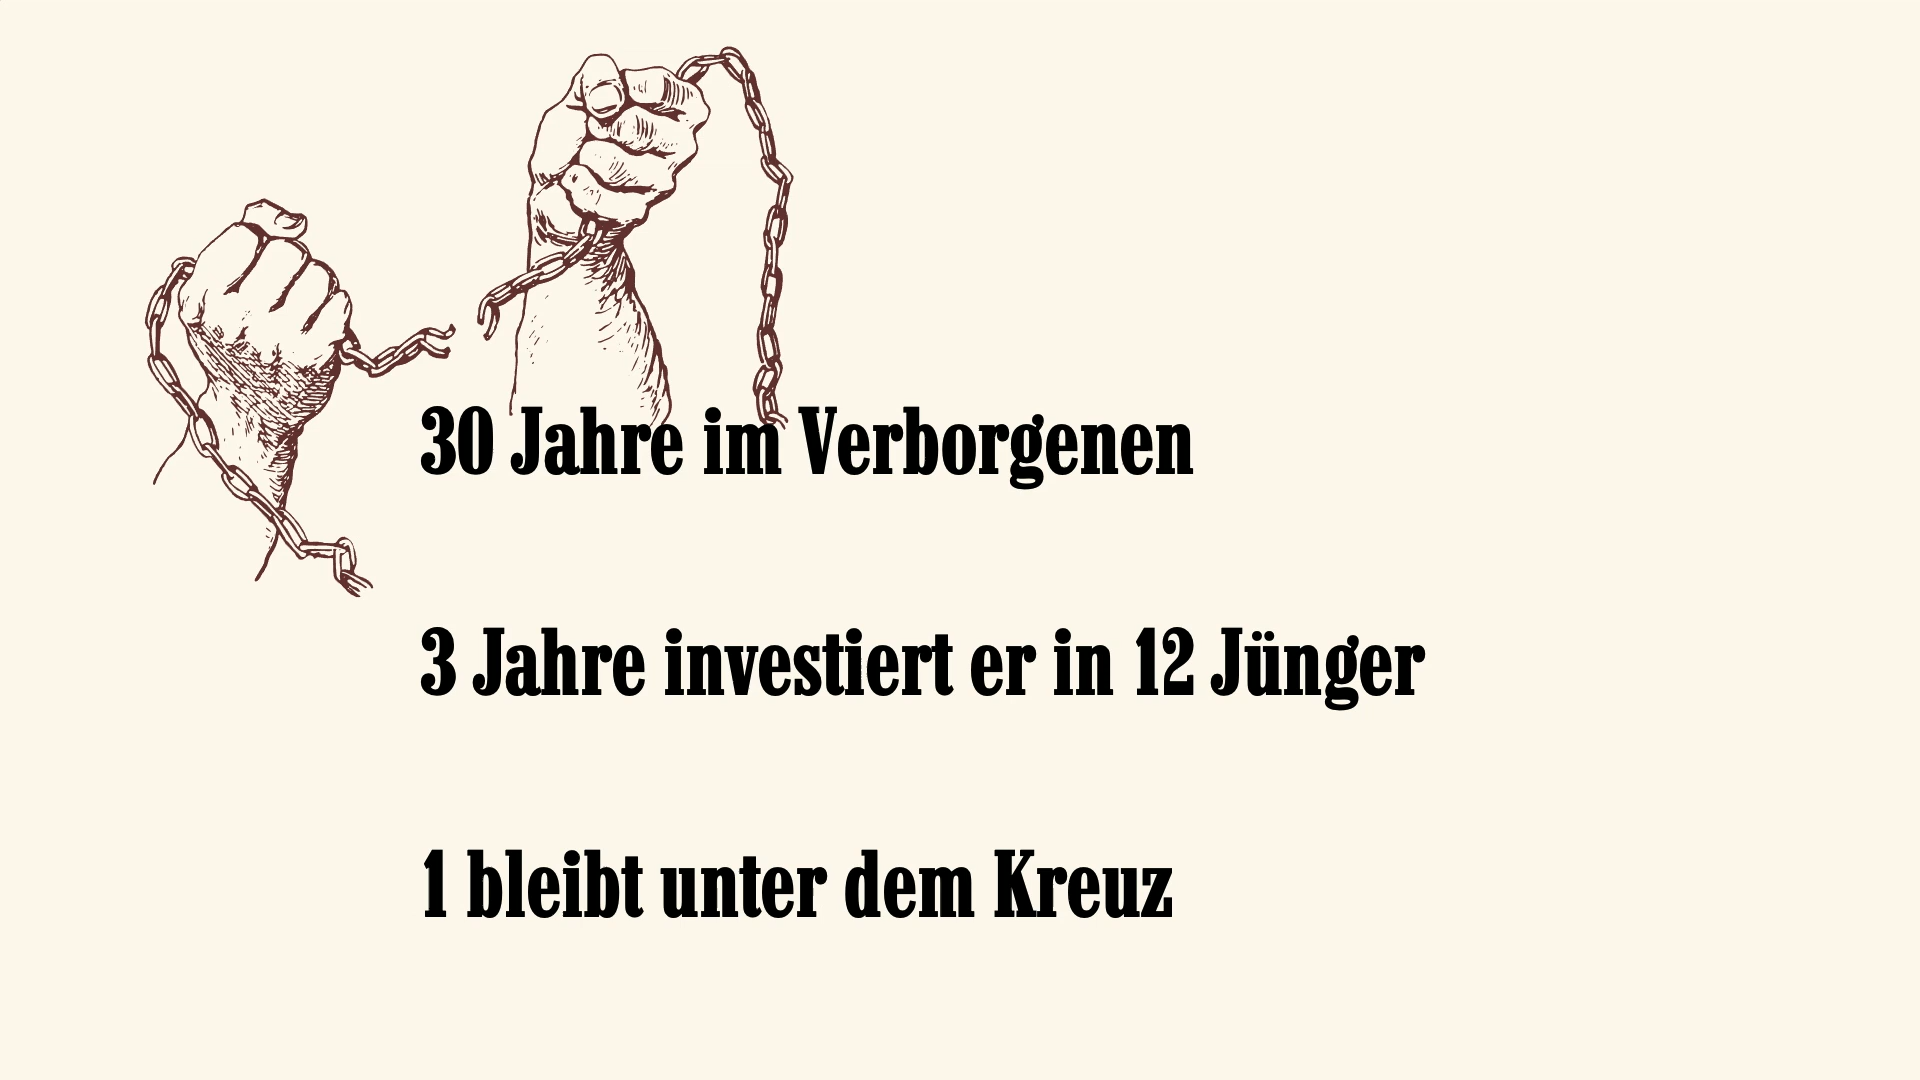 30 Jahre im Verborgenen
3 Jahre investiert er in 12 Jünger
1 bleibt unter dem Kreuz